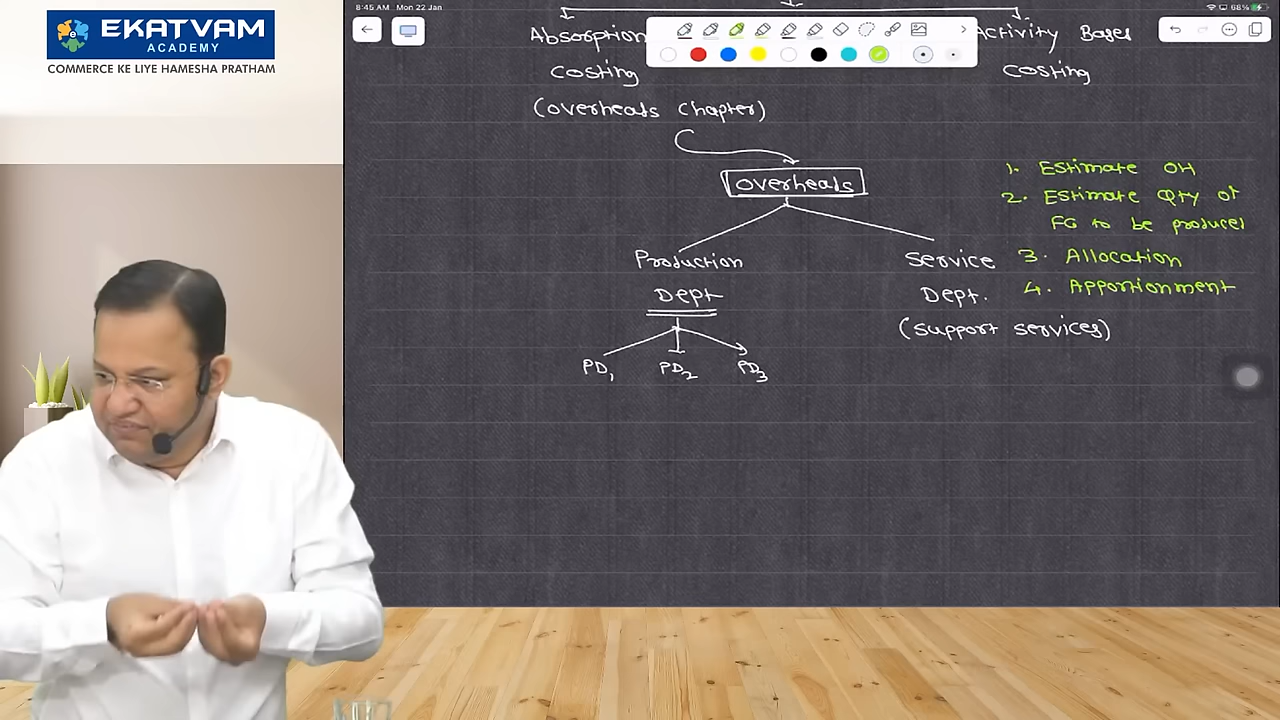 EKATVAM
ACADEMY
COMMERCE KE LIYE HAMESHA PRATHAM
8:45 AM Mon 22 Jan
68%
Absorption
Costing
(overheads chapter)
Activity Based
Costing
overheads
Production
Dept
PD1 PD2 PD3
Service
Dept.
(support services)
1. Estimate OH
2. Estimate Qty of
FG to be produced
3. Allocation
4. Apportionment